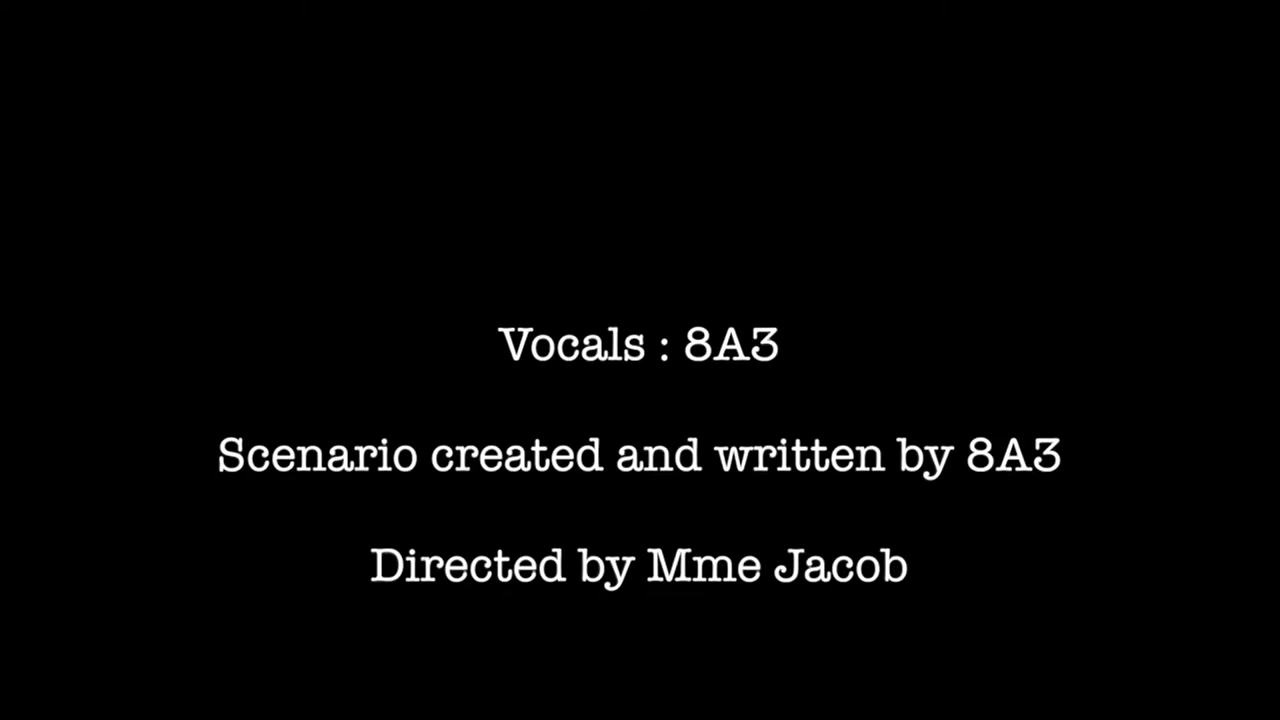 Vocals : 8A3
Scenario created and written by 8A3
Directed by Mme Jacob